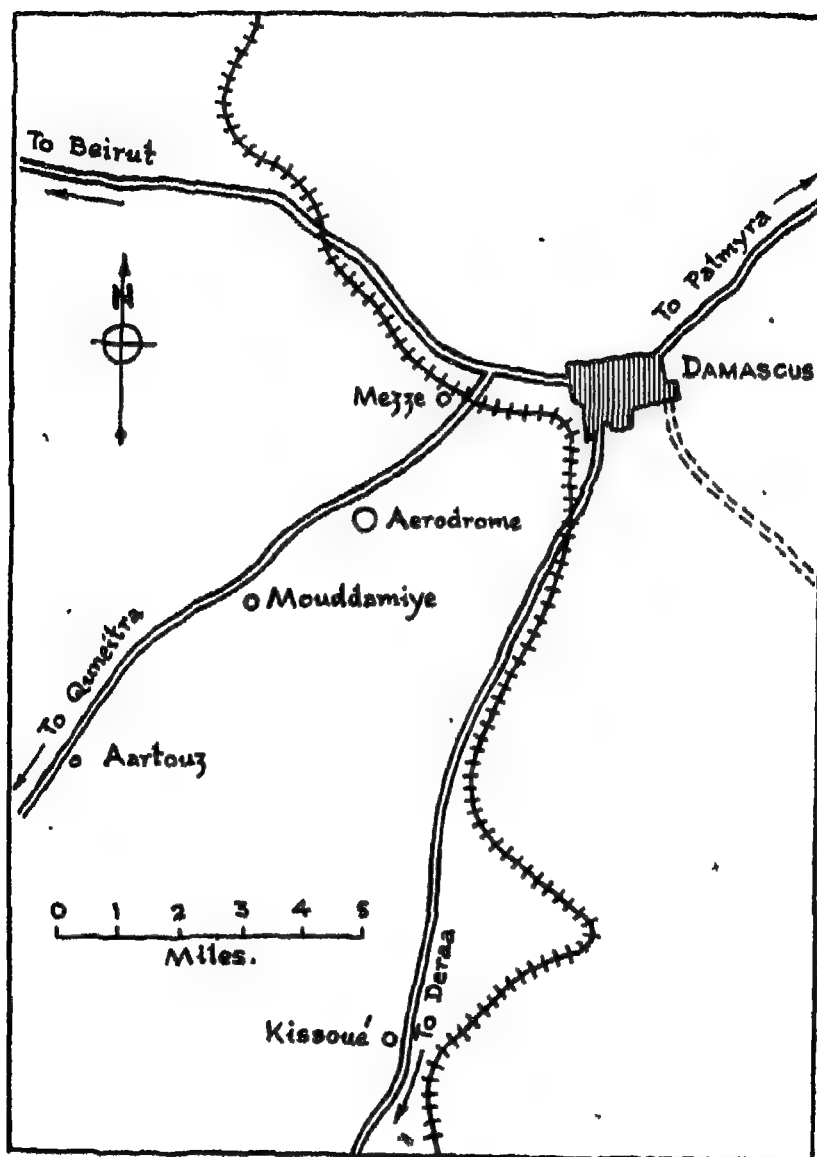 To Beirut
To Palmyra
N
DAMASCUS
Mezze
Aerodrome
Mouddamiye
To Quneitra
Aartouz
0 1 2 3 4 5
Miles.
To Deraa
Kissoué